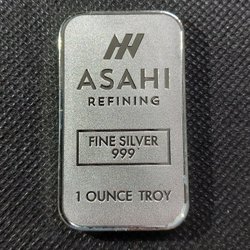 ASAHI
REFINING
FINE SILVER
999
1 OUNCE TROY